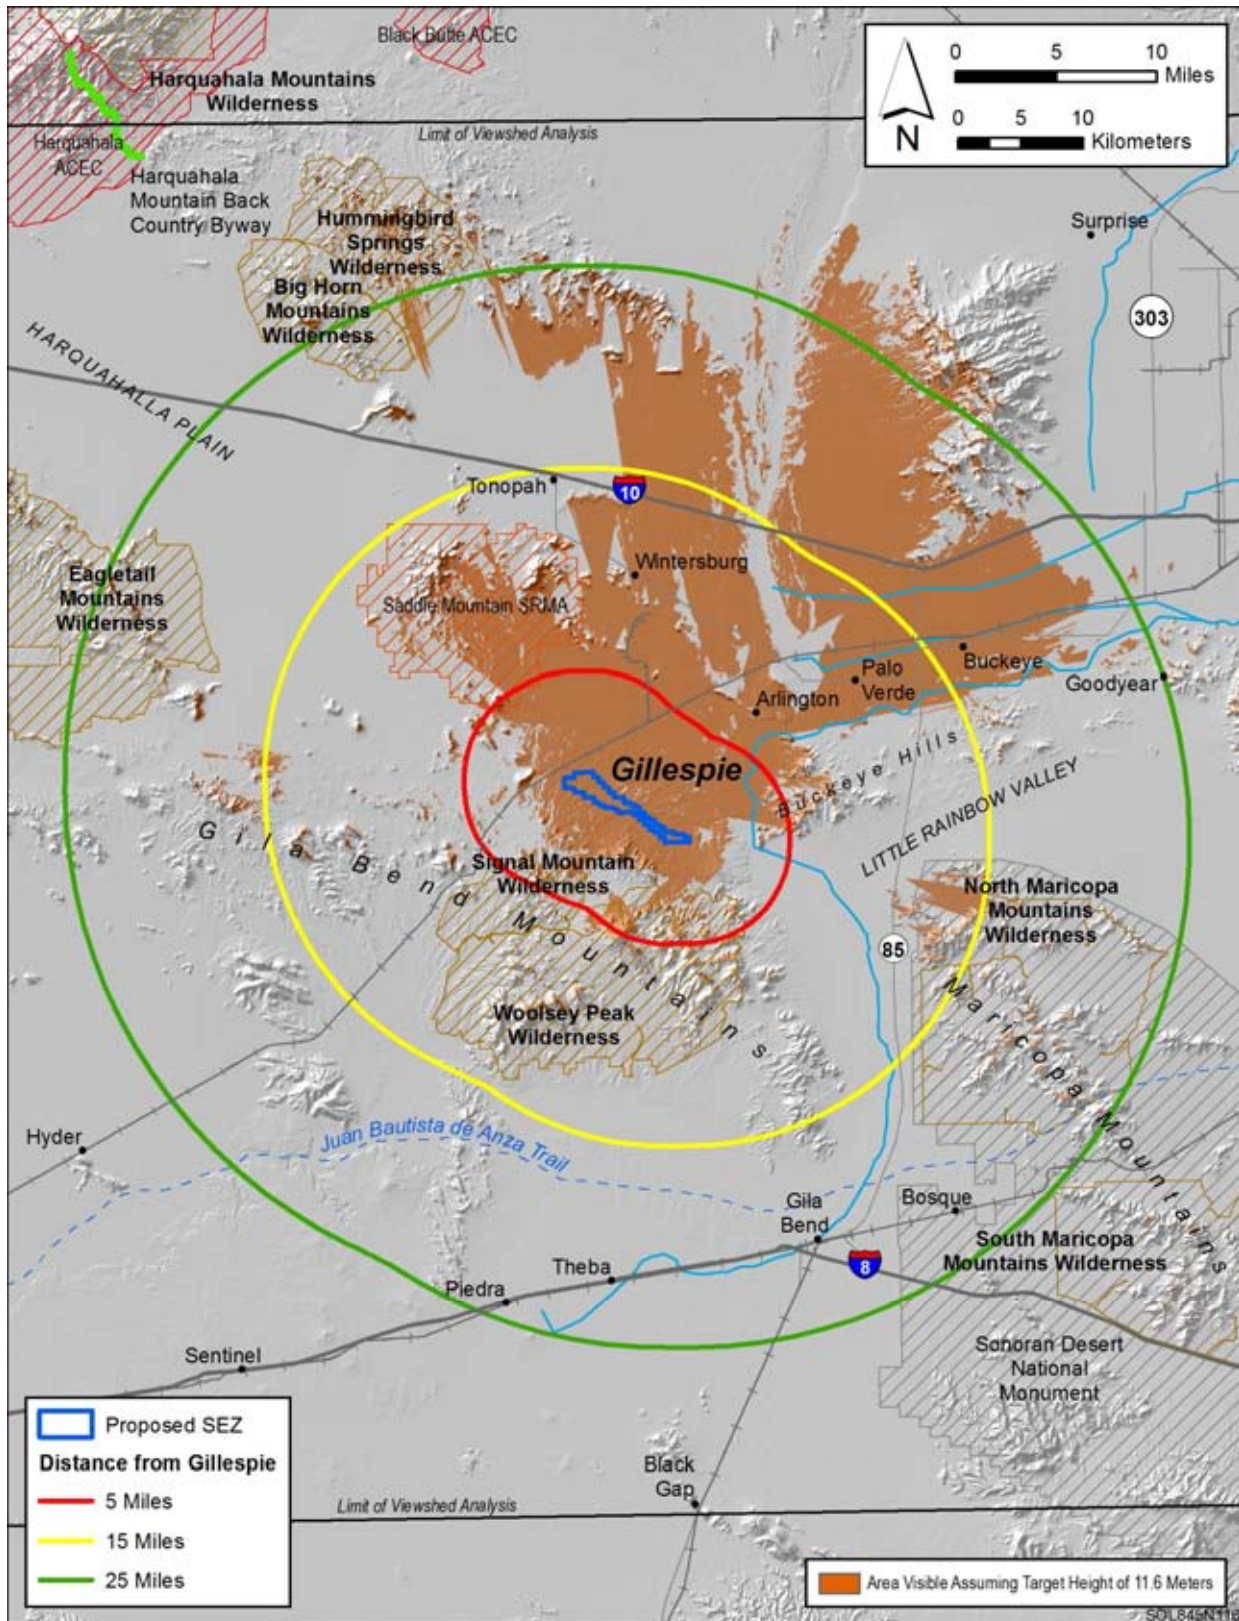 Black Butte ACEC
Harquahala Mountains
Wilderness
Limit of Viewshed Analysis
Harquahala
ACEC
Harquahala
Mountain Back
Country Byway
0 5 10
Miles
0 5 10
Kilometers
N
Surprise
303
Hummingbird
Springs
Wilderness
Big Horn
Mountains
Wilderness
HARQUAHALLA PLAIN
Tonopah
10
Wintersburg
Eagletail
Mountains
Wilderness
Saddle Mountain SRMA
Buckeye
Palo
Verde
Goodyear
Arlington
Gillespie
Buckeye Hills
LITTLE RAINBOW VALLEY
Gila Bend Mountains
Signal Mountain
Wilderness
North Maricopa
Mountains
Wilderness
85
Woolsey Peak
Wilderness
Maricopa Mountains
Hyder
Juan Bautista de Anza Trail
Gila
Bend
Bosque
South Maricopa
Mountains Wilderness
8
Theba
Piedra
Sentinel
Sonoran Desert
National
Monument
Black
Gap
Limit of Viewshed Analysis
Proposed SEZ
Distance from Gillespie
5 Miles
15 Miles
25 Miles
Area Visible Assuming Target Height of 11.6 Meters